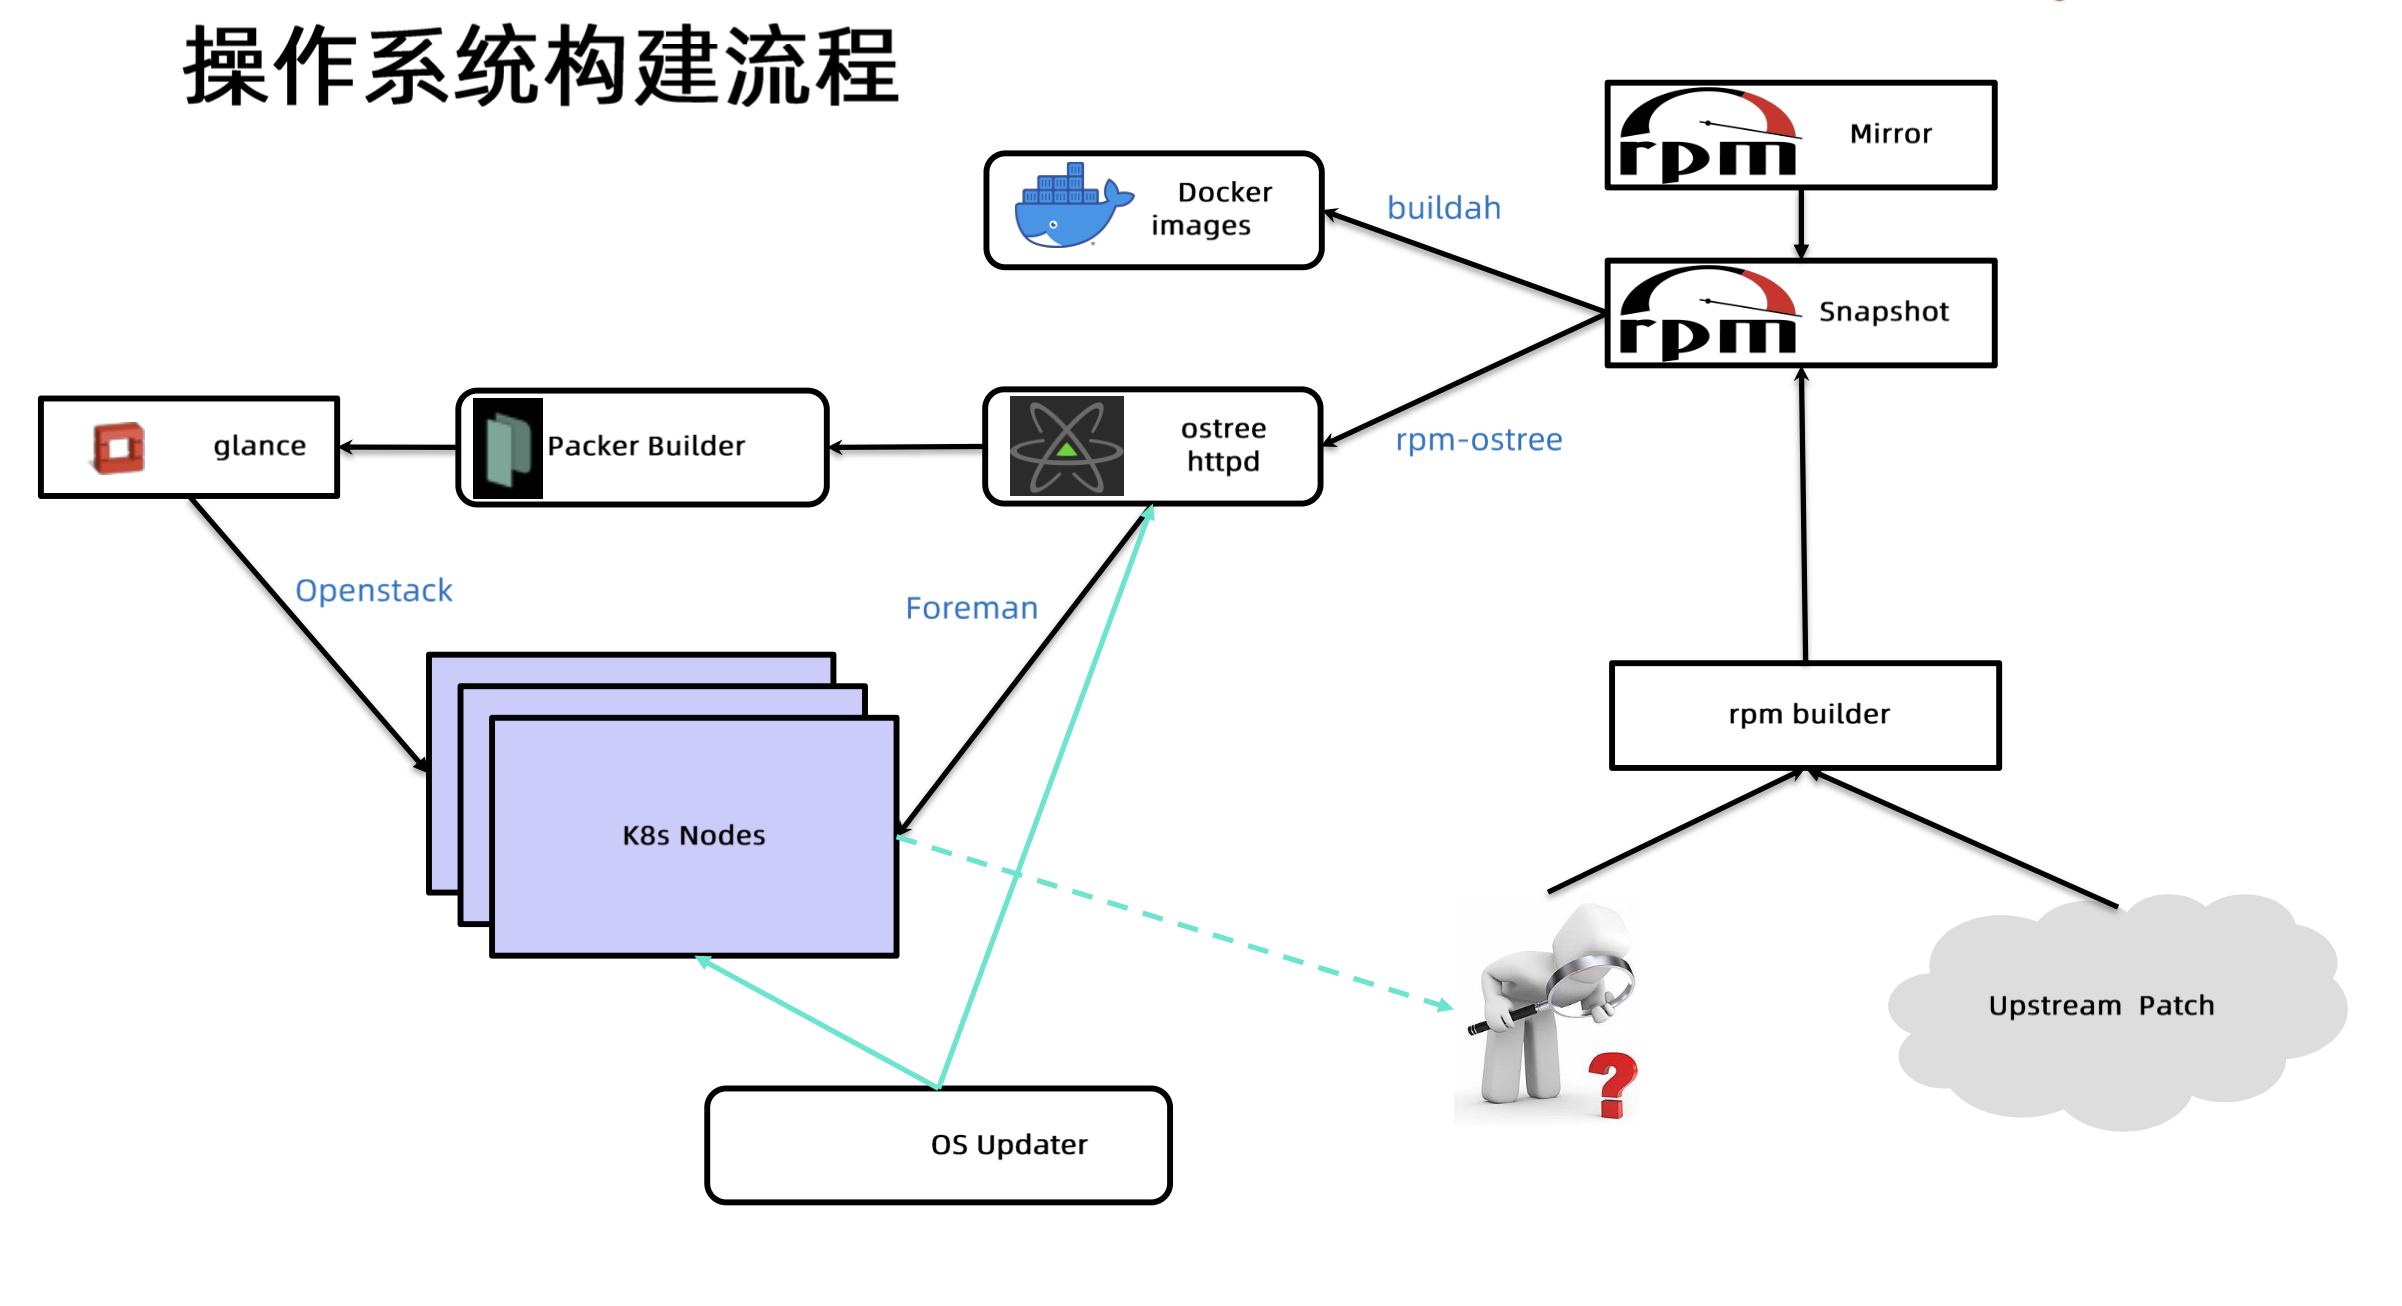 操作系统构建流程
rpm
Mirror
Docker
images
buildah
rpm
Snapshot
glance
Packer Builder
ostree
httpd
rpm-ostree
Openstack
Foreman
K8s Nodes
rpm builder
Upstream Patch
?
OS Updater